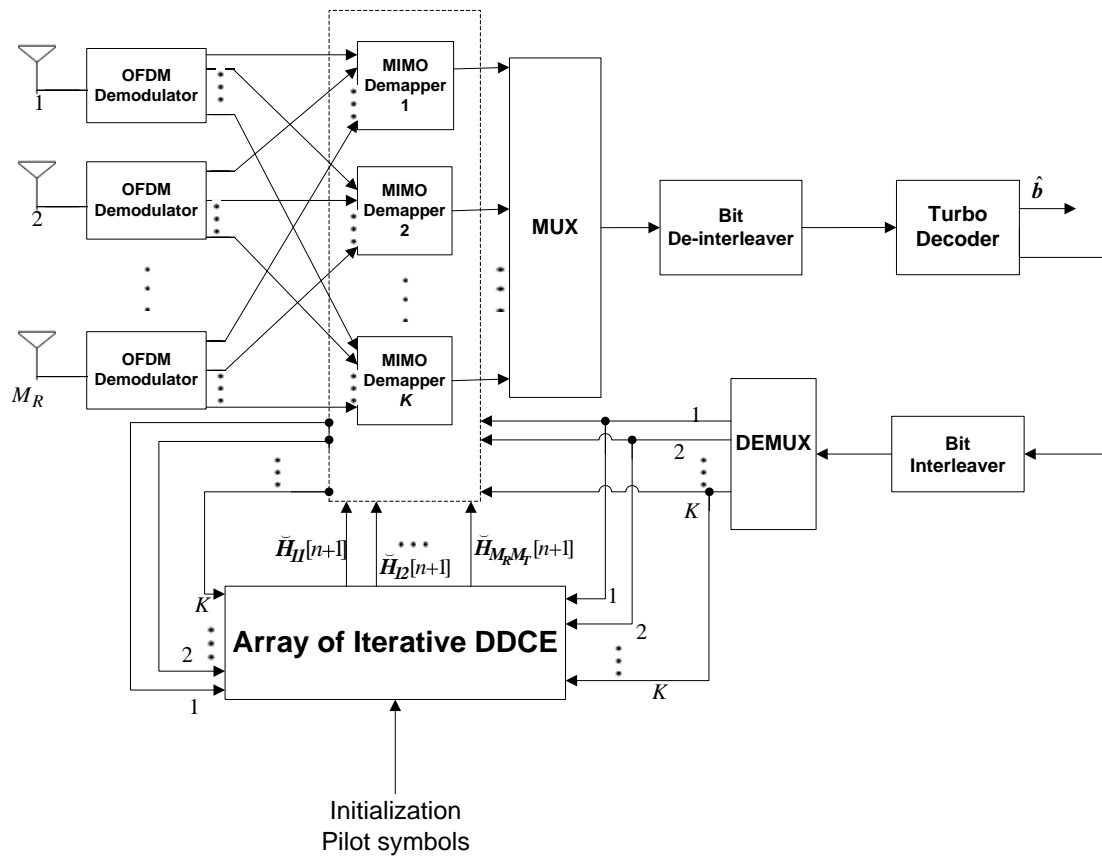 OFDM
Demodulator
1
OFDM
Demodulator
2
OFDM
Demodulator
M_R
MIMO
Demapper
1
MIMO
Demapper
2
MIMO
Demapper
K
MUX
Bit
De-interleaver
Turbo
Decoder
b̂
1
2
K
DEMUX
Bit
Interleaver
H̆_{11}[n+1]
H̆_{12}[n+1]
H̆_{M_R M_T}[n+1]
K
2
1
Array of Iterative DDCE
1
2
K
Initialization
Pilot symbols